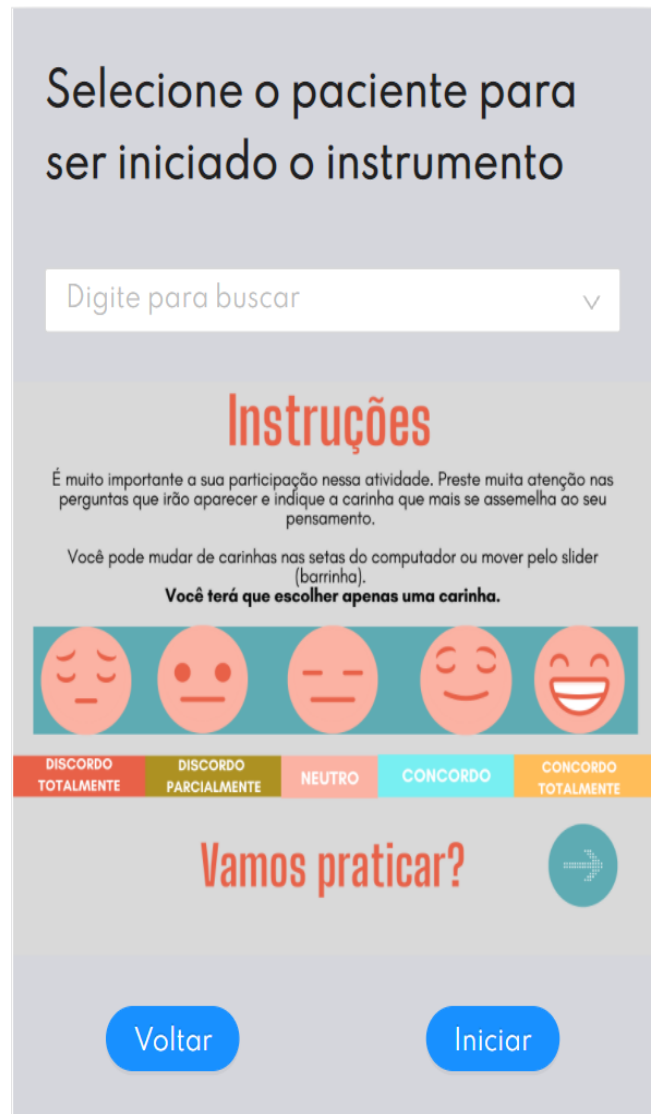 Selecione o paciente para
ser iniciado o instrumento
Digite para buscar
Instruções
É muito importante a sua participação nessa atividade. Preste muita atenção nas
perguntas que irão aparecer e indique a carinha que mais se assemelha ao seu
pensamento.
Você pode mudar de carinhas nas setas do computador ou mover pelo slider
(barrinha).
Você terá que escolher apenas uma carinha.
DISCORDO
TOTALMENTE
DISCORDO
PARCIALMENTE
NEUTRO
CONCORDO
CONCORDO
TOTALMENTE
Vamos praticar?
Voltar
Iniciar